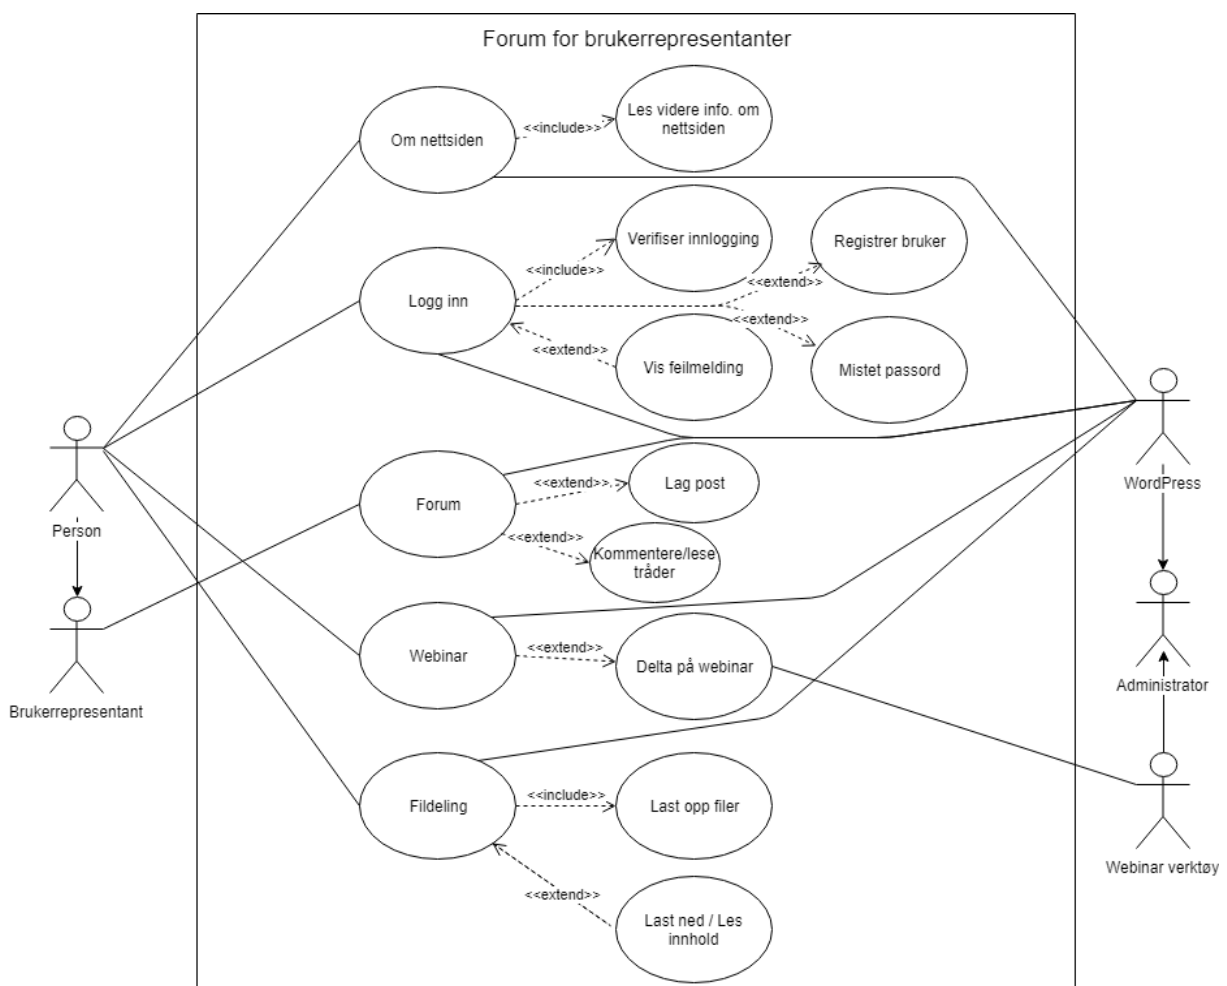 Forum for brukerrepresentanter
Om nettsiden
<<include>>
Les videre info. om
nettsiden
Verifiser innlogging
Registrer bruker
<<include>>
<<extend>>
Logg inn
<<extend>>
<<extend>>
Vis feilmelding
Mistet passord
Person
WordPress
Forum
<<extend>>
Lag post
<<extend>>
Kommentere/lese
tråder
Webinar
<<extend>>
Delta på webinar
Brukerrepresentant
Administrator
Fildeling
<<include>>
Last opp filer
Webinar verktøy
<<extend>>
Last ned / Les
innhold